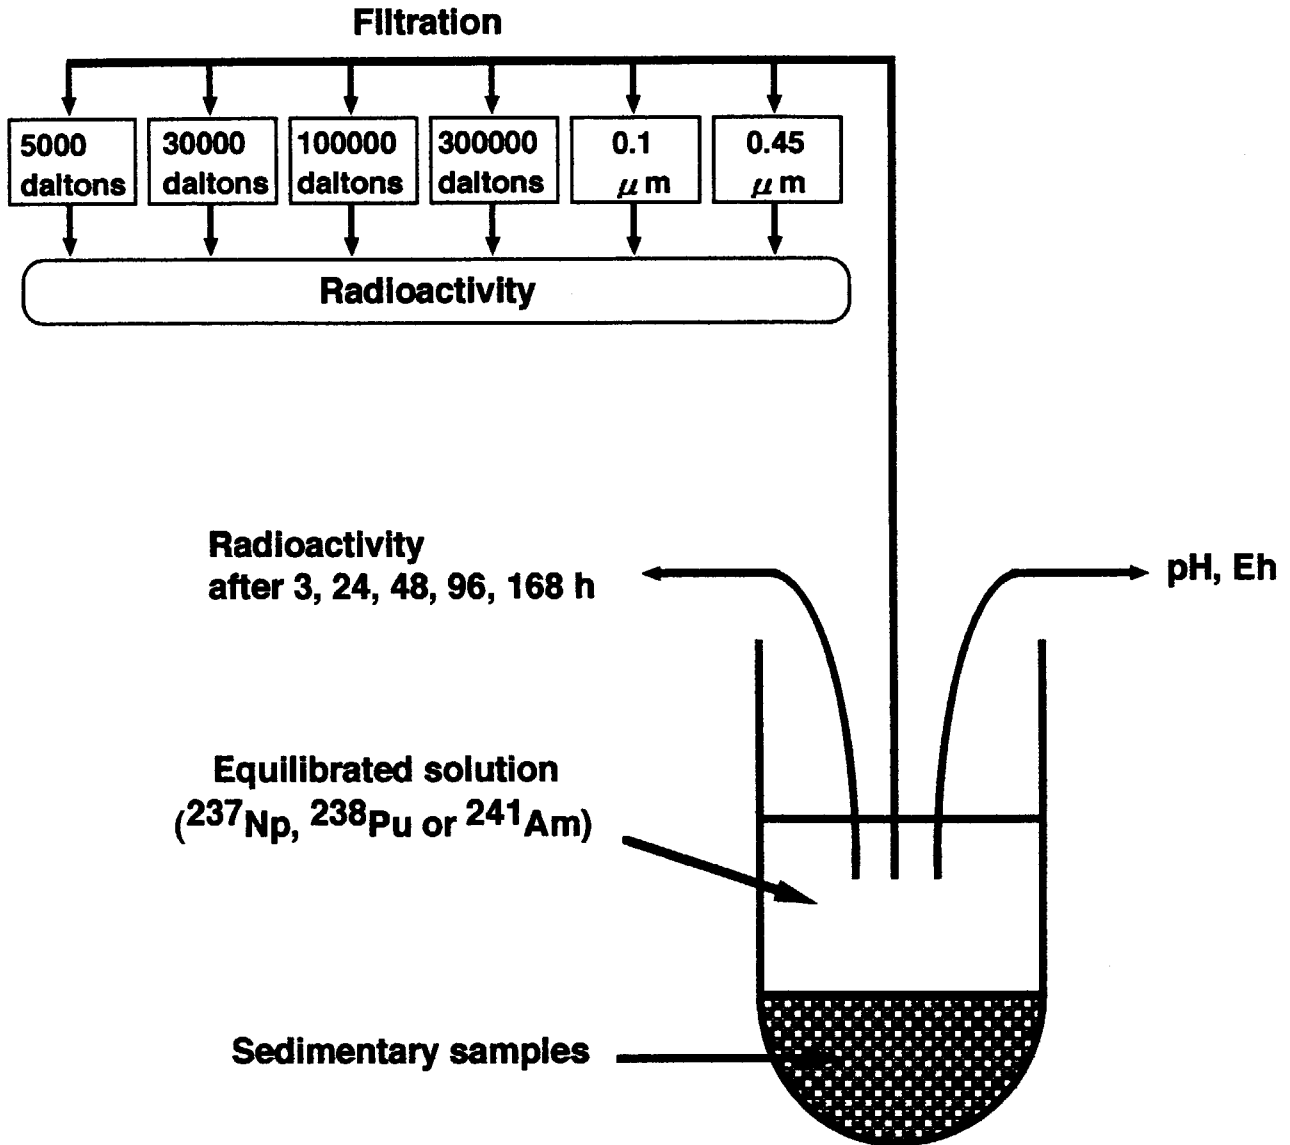 Filtration
5000
daltons
30000
daltons
100000
daltons
300000
daltons
0.1
μm
0.45
μm
Radioactivity
Radioactivity
after 3, 24, 48, 96, 168 h
pH, Eh
Equilibrated solution
(²³⁷Np, ²³⁸Pu or ²⁴¹Am)
Sedimentary samples